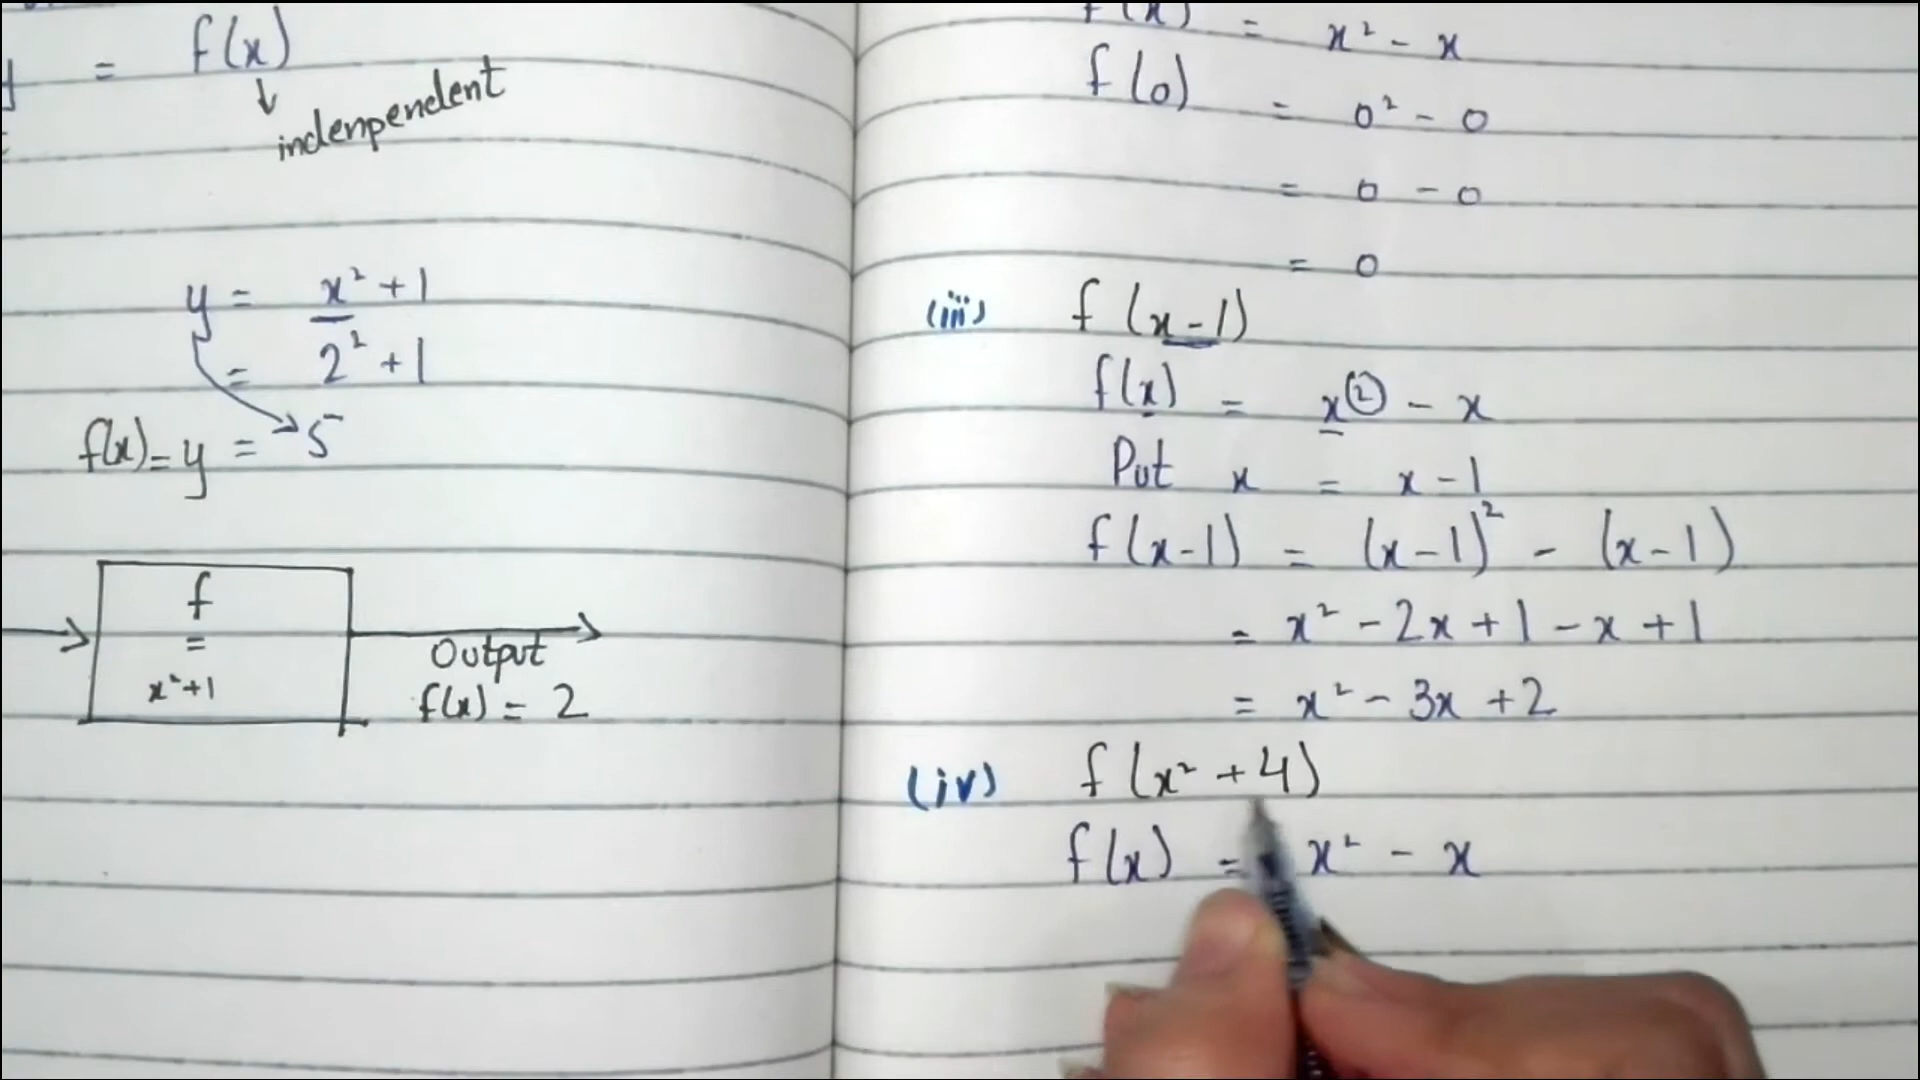 = f(x)
↓
indenpendent
y = x² + 1
= 2² + 1
f(x) = y = 5
f
=
x²+1
Output
f(x) = 2
f(x) = x² - x
f(0) = 0² - 0
= 0 - 0
= 0
(iii) f(x-1)
f(x) = x² - x
Put x = x - 1
f(x-1) = (x-1)² - (x-1)
= x² - 2x + 1 - x + 1
= x² - 3x + 2
(iv) f(x² + 4)
f(x) = x² - x